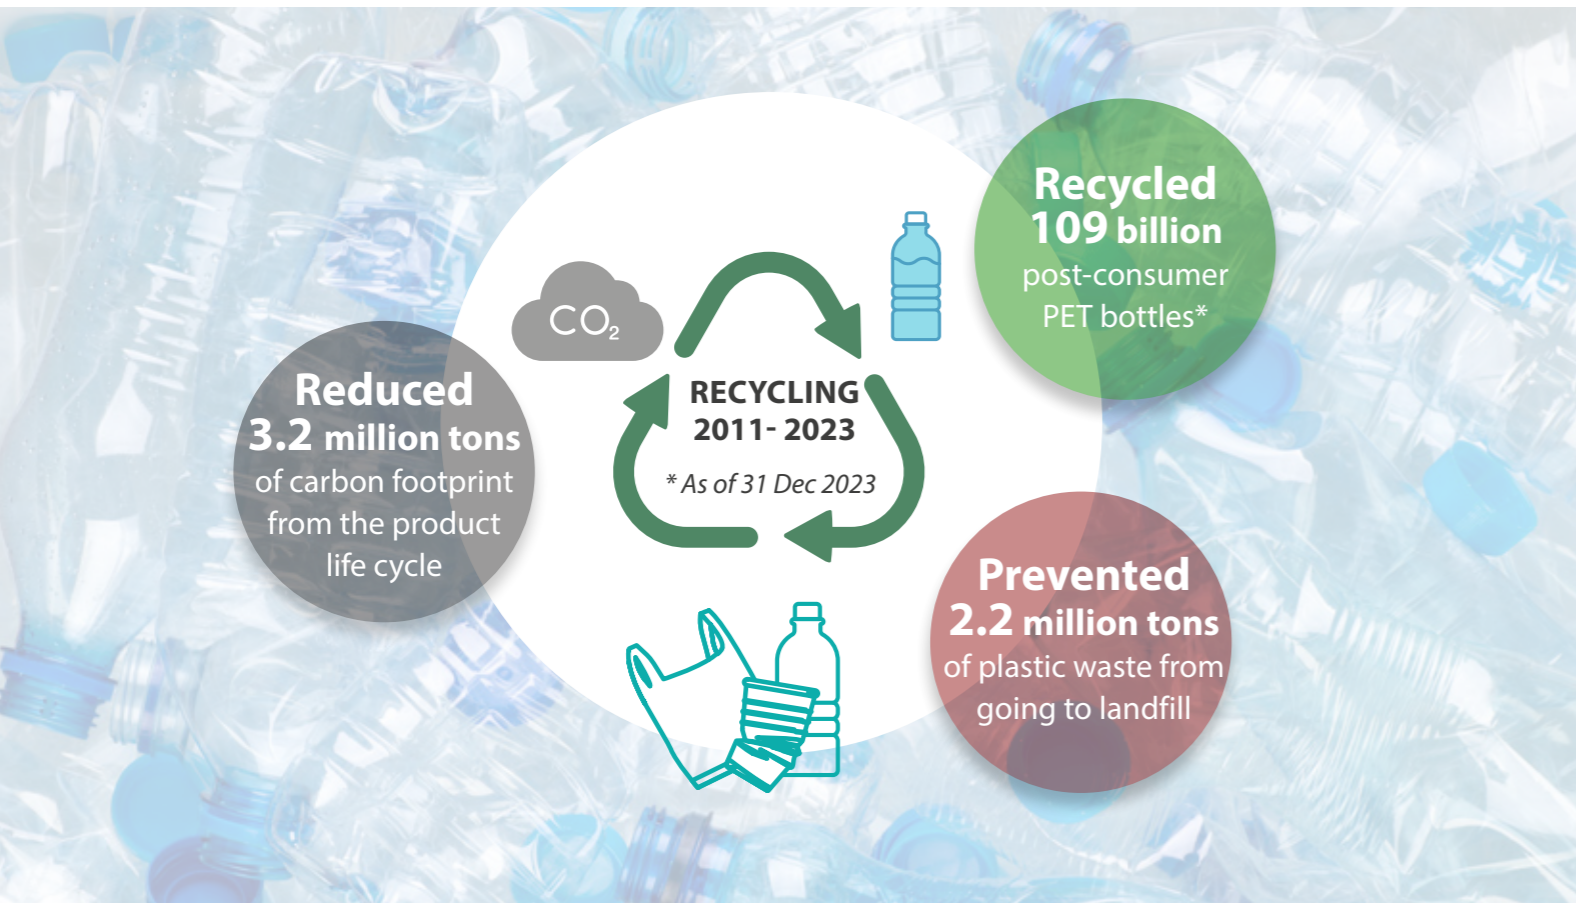 Recycled
109 billion
post-consumer
PET bottles*
CO₂
RECYCLING
2011- 2023
* As of 31 Dec 2023
Reduced
3.2 million tons
of carbon footprint
from the product
life cycle
Prevented
2.2 million tons
of plastic waste from
going to landfill